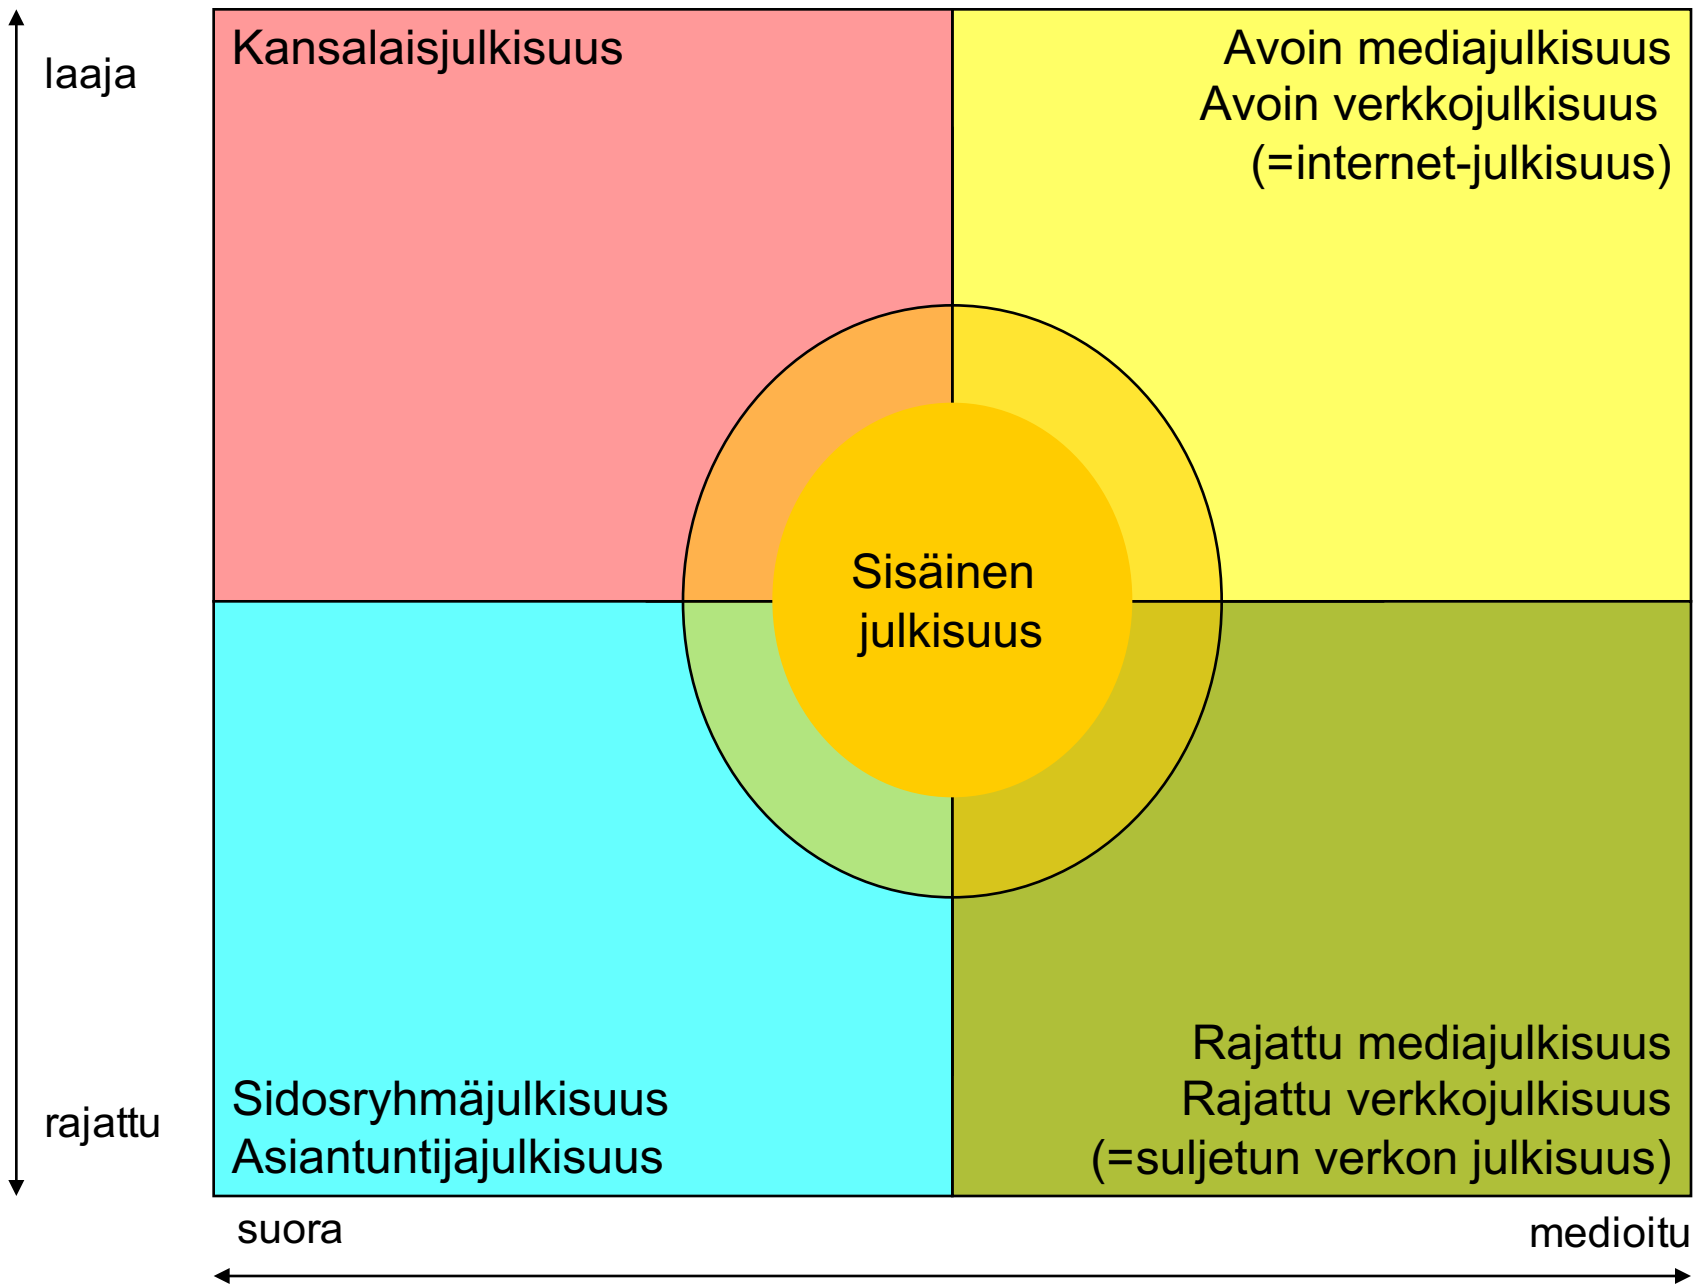 laaja
Kansalaisjulkisuus
Avoin mediajulkisuus
Avoin verkkojulkisuus
(=internet-julkisuus)
Sisäinen
julkisuus
rajattu
Sidosryhmäjulkisuus
Asiantuntijajulkisuus
Rajattu mediajulkisuus
Rajattu verkkojulkisuus
(=suljetun verkon julkisuus)
suora
medioitu